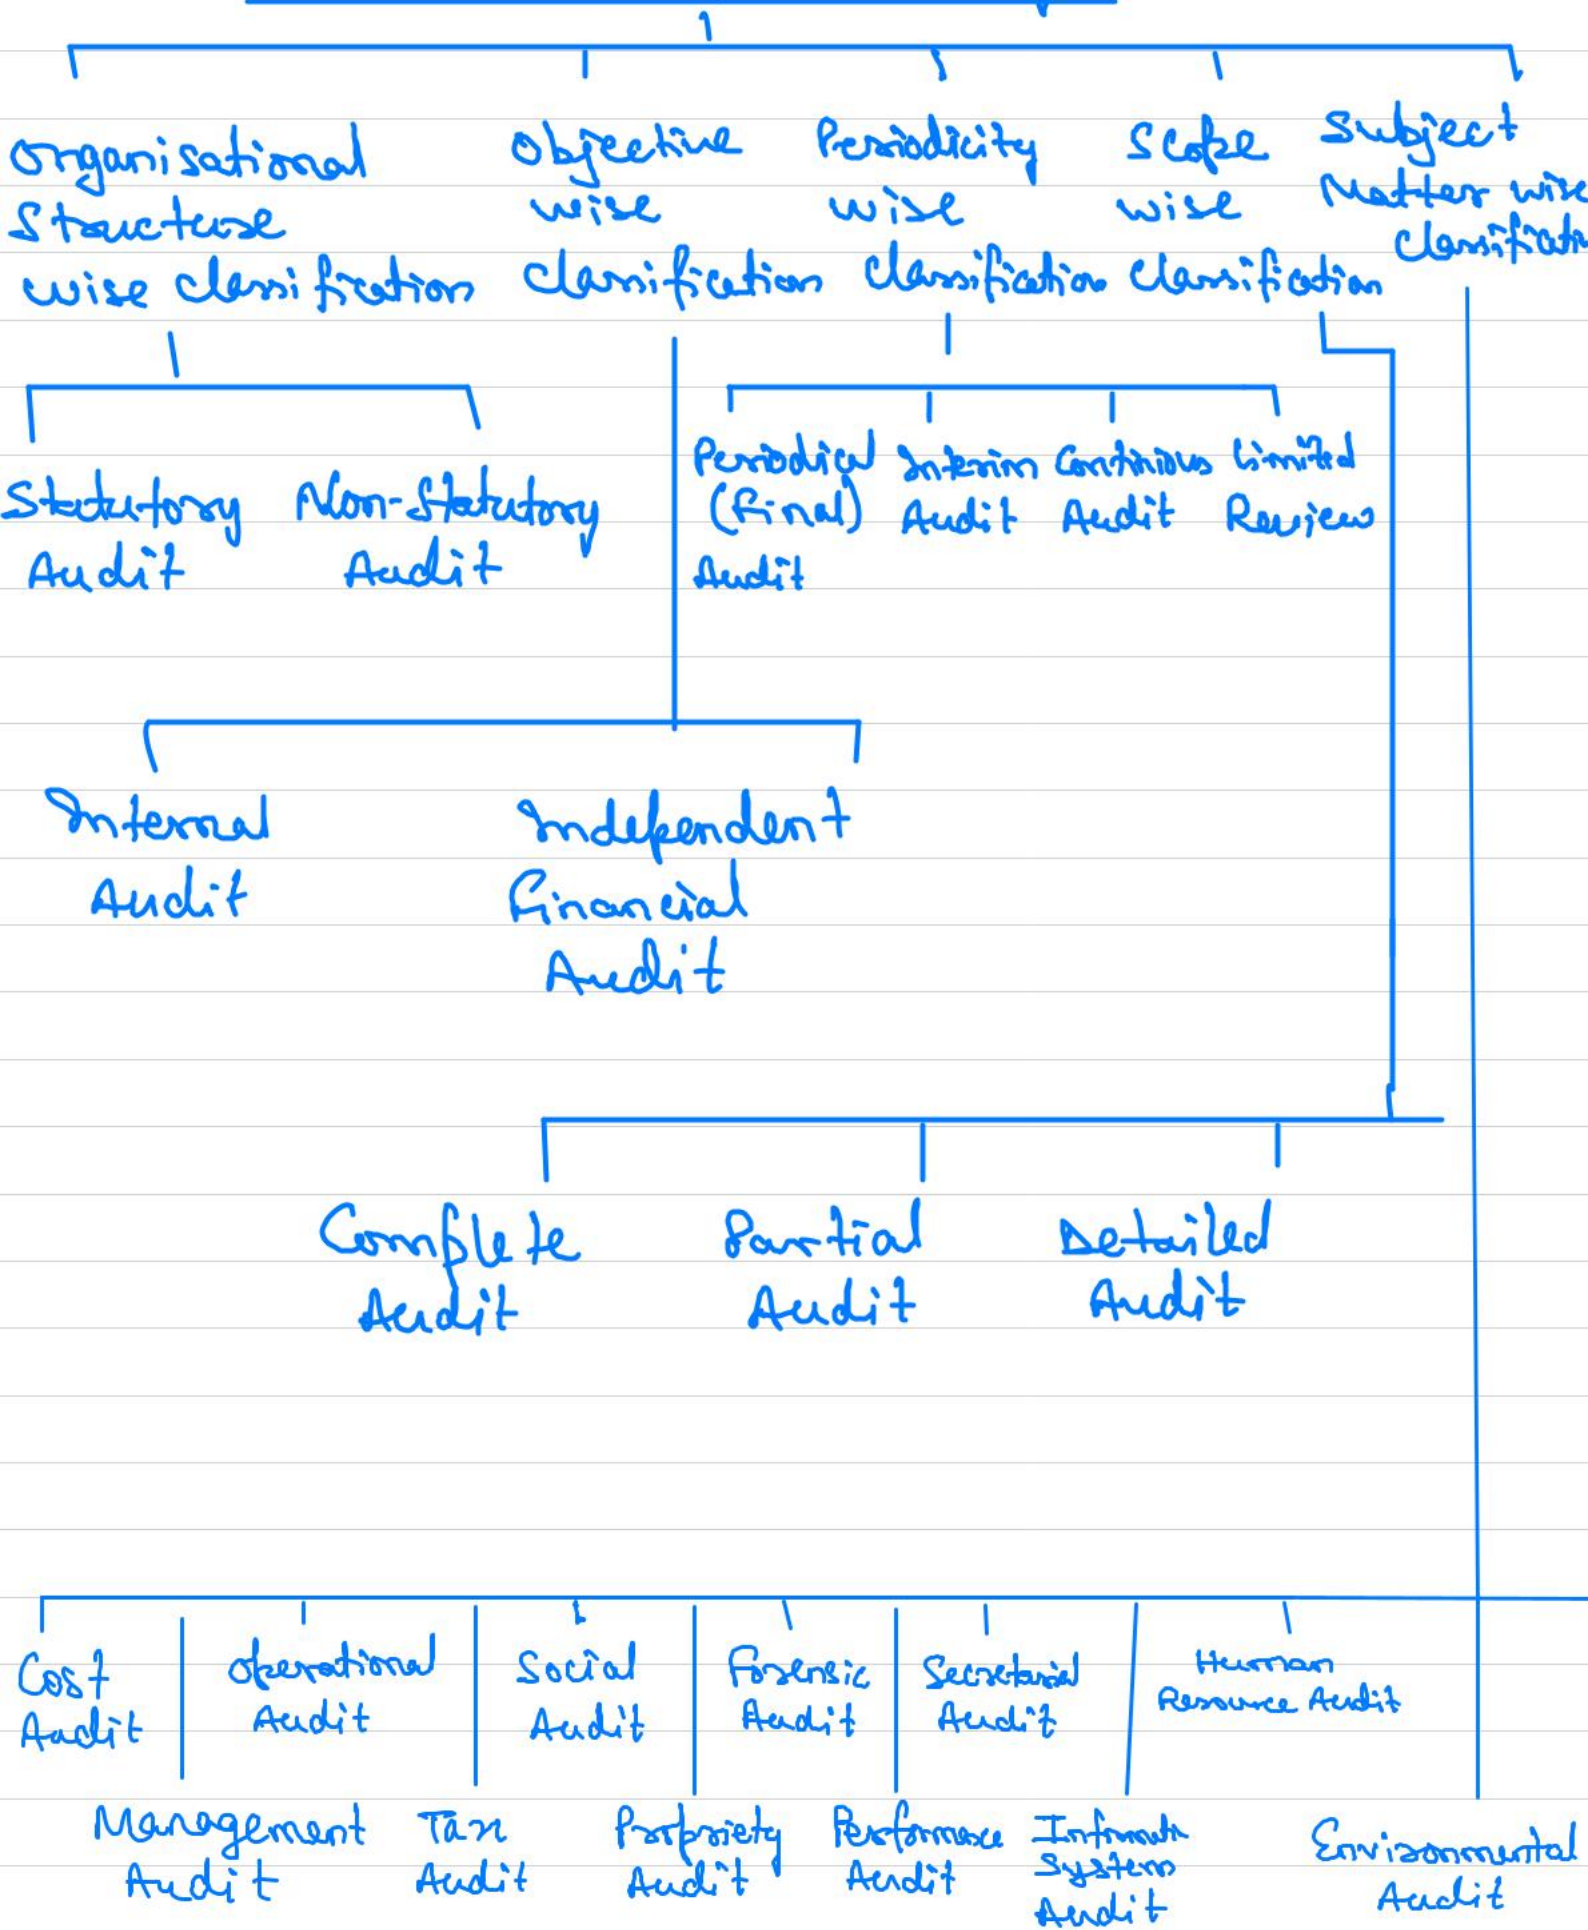 Organisational
Structure
wise classification
Objective
wise
Classification
Periodicity
wise
Classification
Scope
wise
Classification
Subject
Matter wise
Classificati
Statutory
Audit
Non-Statutory
Audit
Periodical
(Final)
Audit
Interim
Audit
Continious
Audit
Limited
Review
Internal
Audit
Independent
Financial
Audit
Complete
Audit
Partial
Audit
Detailed
Audit
Cost
Audit
Operational
Audit
Social
Audit
Forensic
Audit
Secretarial
Audit
Human
Resource Audit
Management
Audit
Tax
Audit
Propriety
Audit
Performance
Audit
System
Audit
Environmental
Audit